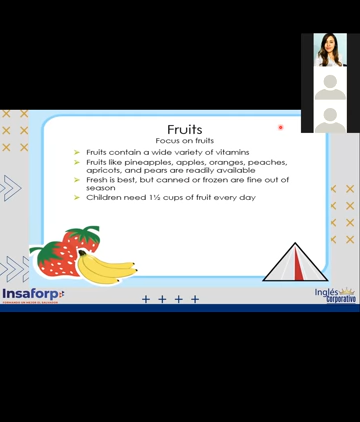 Fruits
Focus on fruits
Fruits contain a wide variety of vitamins
Fruits like pineapples, apples, oranges, peaches,
apricots, and pears are readily available
Fresh is best, but canned or frozen are fine out of
season
Children need 1½ cups of fruit every day
Insaforp
Inglés
Corporativo